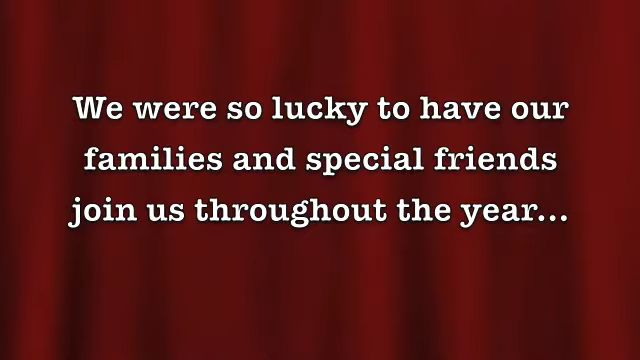 We were so lucky to have our
families and special friends
join us throughout the year...